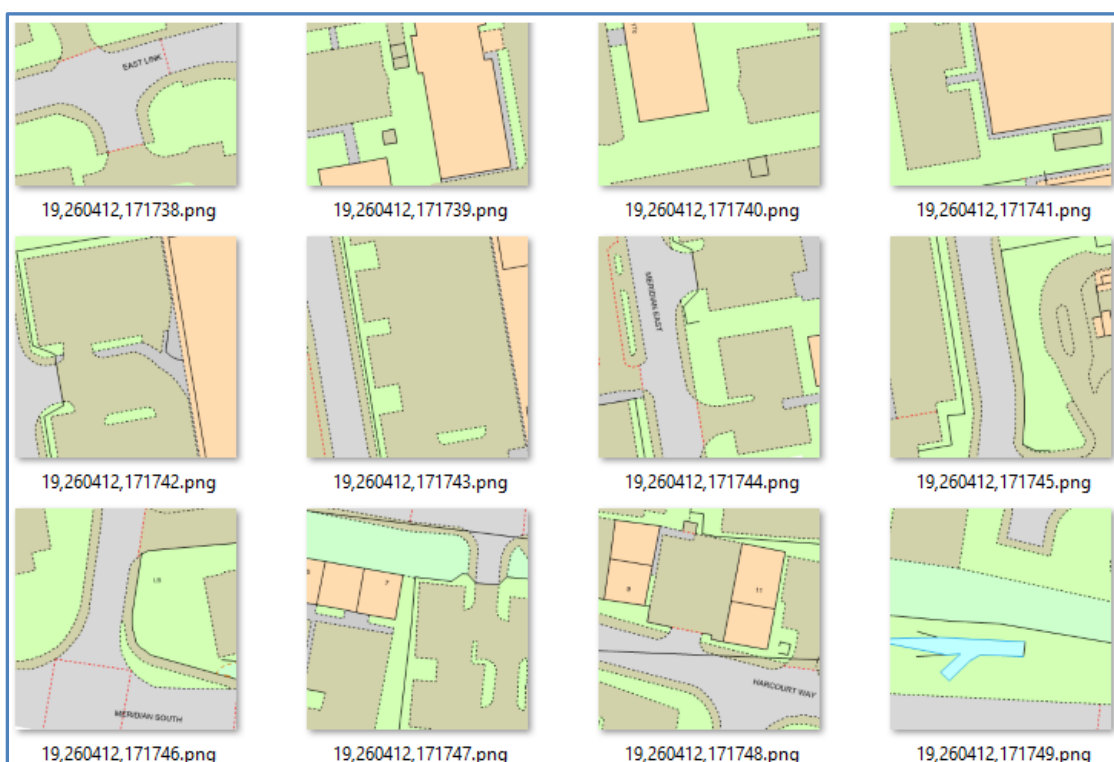 EAST LINK
19,260412,171738.png
19,260412,171739.png
19,260412,171740.png
19,260412,171741.png
MERIDIAN EAST
19,260412,171742.png
19,260412,171743.png
19,260412,171744.png
19,260412,171745.png
LB
MERIDIAN SOUTH
7
9
11
HARCOURT WAY
19,260412,171746.png
19,260412,171747.png
19,260412,171748.png
19,260412,171749.png